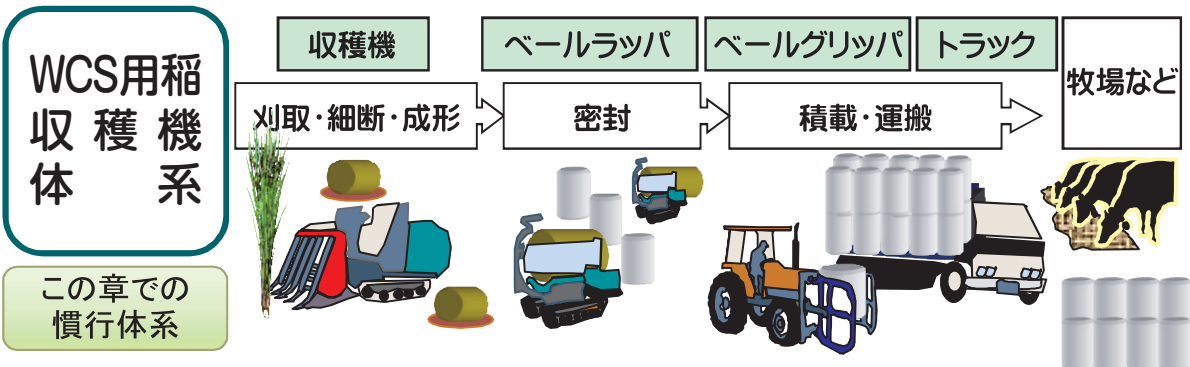 WCS用稲
収穫機
体系
この章での
慣行体系
収穫機
ベールラッパ
ベールグリッパ
トラック
刈取・細断・成形
密封
積載・運搬
牧場など